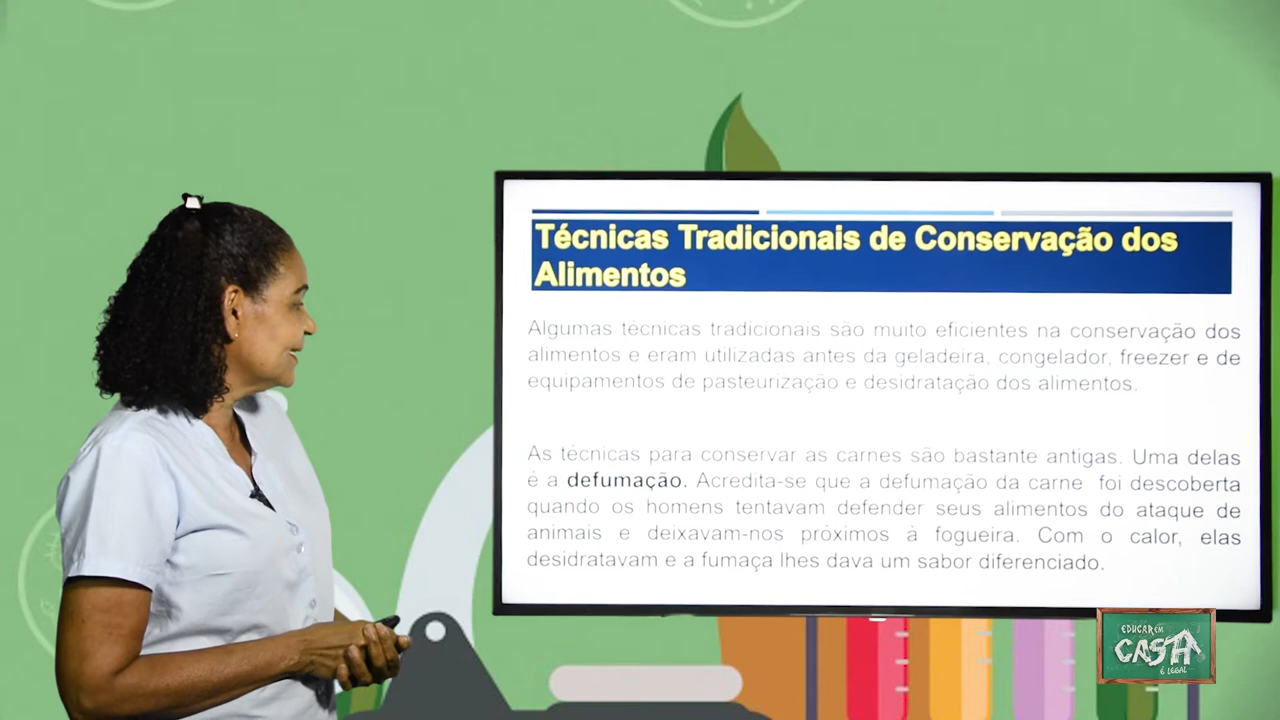 Técnicas Tradicionais de Conservação dos
Alimentos
Algumas técnicas tradicionais são muito eficientes na conservação dos
alimentos e eram utilizadas antes da geladeira, congelador, freezer e de
equipamentos de pasteurização e desidratação dos alimentos.
As técnicas para conservar as carnes são bastante antigas. Uma delas
é a defumação. Acredita-se que a defumação da carne foi descoberta
quando os homens tentavam defender seus alimentos do ataque de
animais e deixavam-nos próximos à fogueira. Com o calor, elas
desidratavam e a fumaça lhes dava um sabor diferenciado.
EDUCAR EM
CASA
É LEGAL